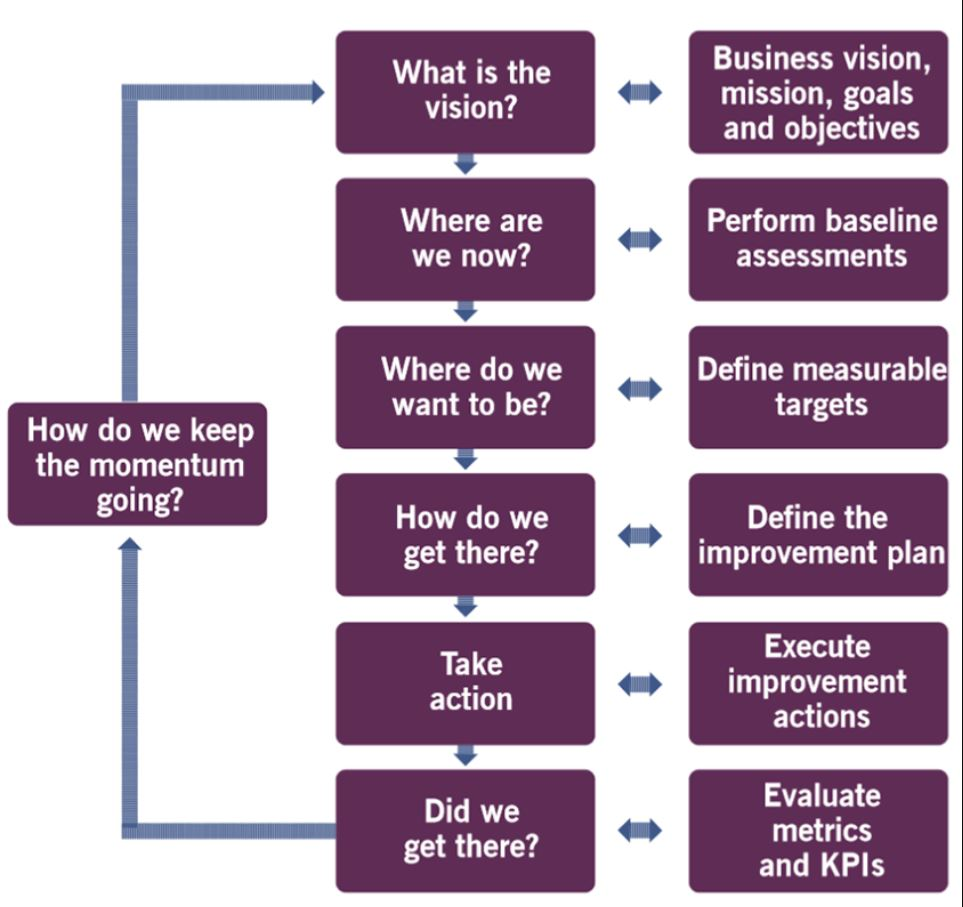 What is the
vision?
Business vision,
mission, goals
and objectives
Where are
we now?
Perform baseline
assessments
Where do we
want to be?
Define measurable
targets
How do we keep
the momentum
going?
How do we
get there?
Define the
improvement plan
Take
action
Execute
improvement
actions
Did we
get there?
Evaluate
metrics
and KPIs